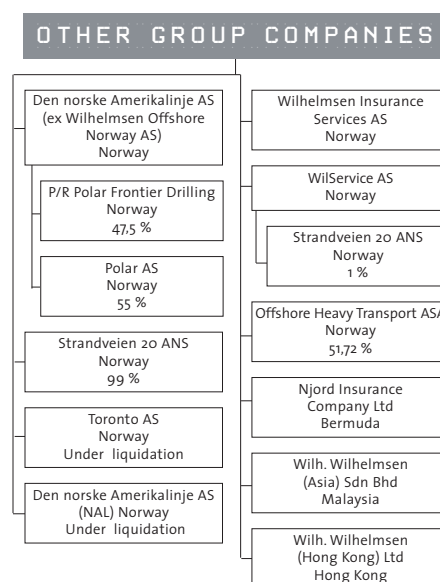 OTHER GROUP COMPANIES
Den norske Amerikalinje AS
(ex Wilhelmsen Offshore
Norway AS)
Norway
P/R Polar Frontier Drilling
Norway
47,5 %
Polar AS
Norway
55 %
Strandveien 20 ANS
Norway
99 %
Toronto AS
Norway
Under liquidation
Den norske Amerikalinje AS
(NAL) Norway
Under liquidation
Wilhelmsen Insurance
Services AS
Norway
WilService AS
Norway
Strandveien 20 ANS
Norway
1 %
Offshore Heavy Transport ASA
Norway
51,72 %
Njord Insurance
Company Ltd
Bermuda
Wilh. Wilhelmsen
(Asia) Sdn Bhd
Malaysia
Wilh. Wilhelmsen
(Hong Kong) Ltd
Hong Kong